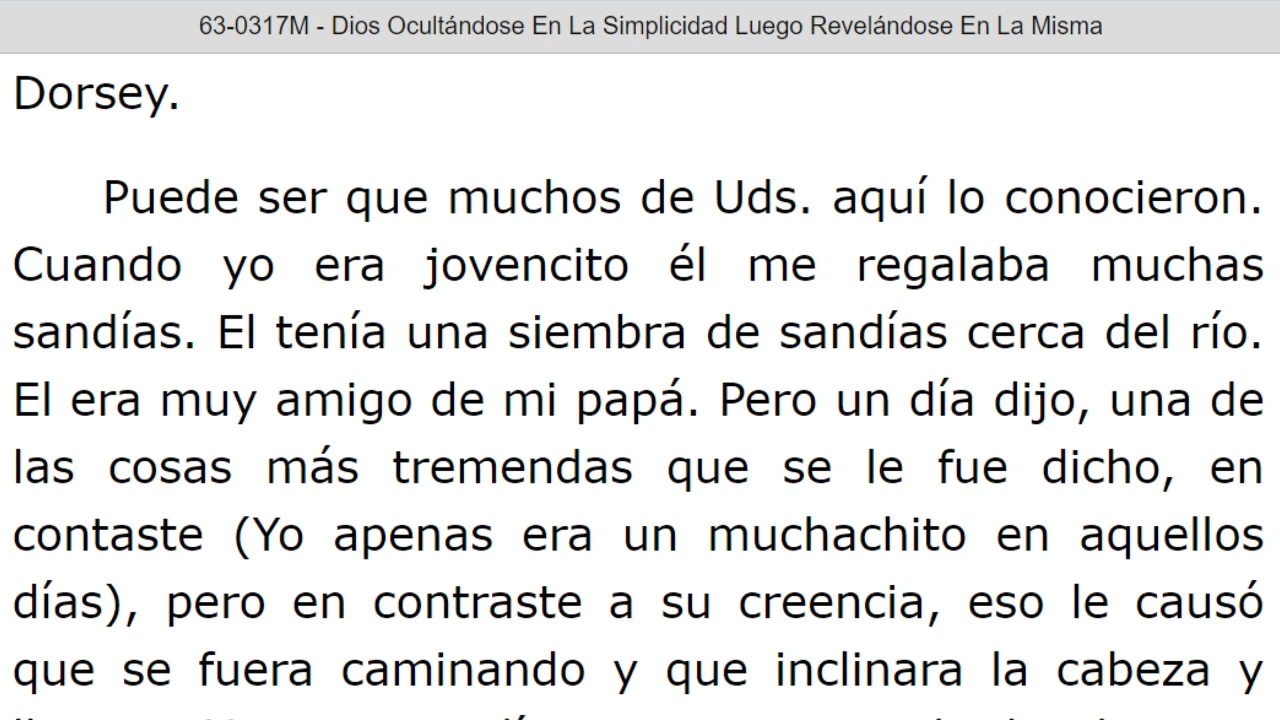 63-0317M - Dios Ocultándose En La Simplicidad Luego Revelándose En La Misma
Dorsey.
Puede ser que muchos de Uds. aquí lo conocieron.
Cuando yo era jovencito él me regalaba muchas
sandías. El tenía una siembra de sandías cerca del río.
El era muy amigo de mi papá. Pero un día dijo, una de
las cosas más tremendas que se le fue dicho, en
contaste (Yo apenas era un muchachito en aquellos
días), pero en contraste a su creencia, eso le causó
que se fuera caminando y que inclinara la cabeza y